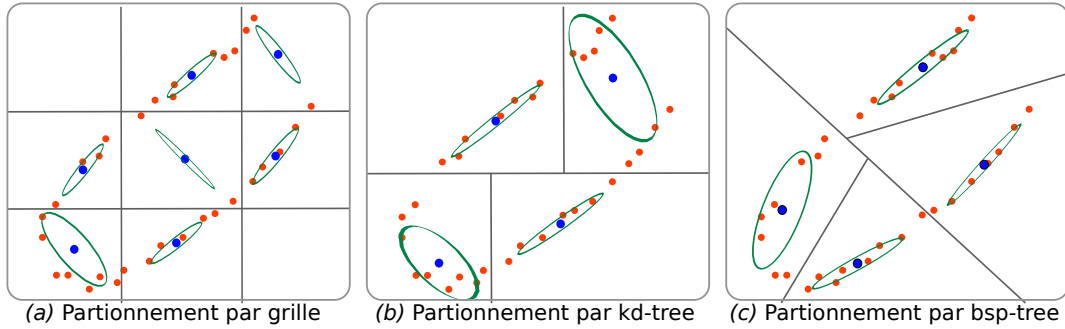 (a) Partionnement par grille
(b) Partionnement par kd-tree
(c) Partionnement par bsp-tree